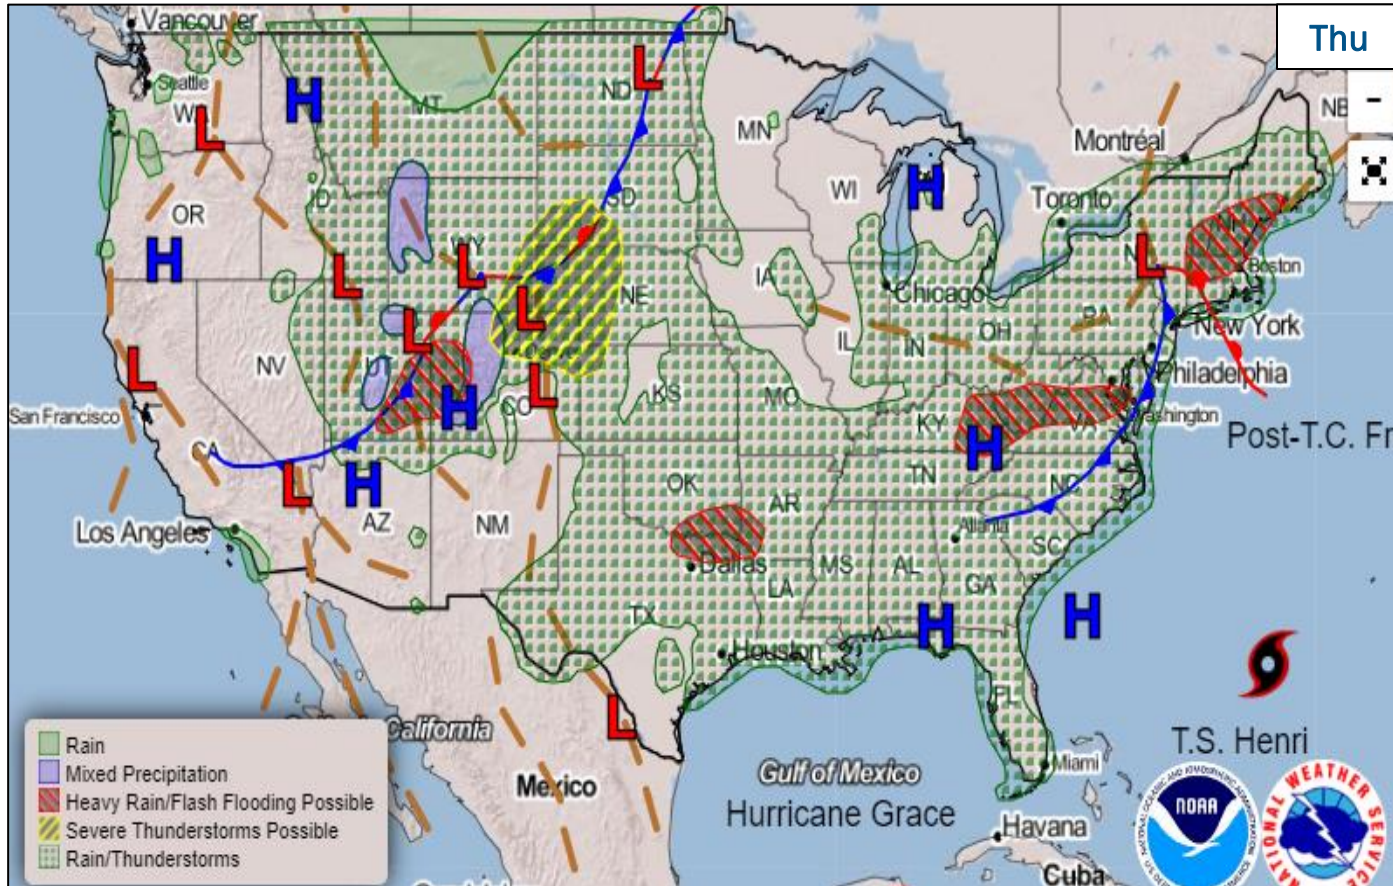 Vancouver
Thu
Seattle
L
H
MT
ND
L
MN
NB
Montréal
-
OR
ID
SD
WI
H
Toronto
H
L
WY
L
L
NE
IA
Chicago
L
Boston
NV
L
UT
IL
IN
OH
PA
New York
L
San Francisco
H
CO
L
KS
MO
KY
VA
Philadelphia
Washington
Post-T.C. Fr
CA
L
H
OK
AR
TN
H
NC
Los Angeles
AZ
NM
Dallas
LA
MS
AL
Atlanta
GA
SC
TX
Houston
H
H
FL
L
T.S. Henri
California
Mexico
Gulf of Mexico
Hurricane Grace
Miami
Havana
Cuba
Rain
Mixed Precipitation
Heavy Rain/Flash Flooding Possible
Severe Thunderstorms Possible
Rain/Thunderstorms
NOAA
NATIONAL WEATHER SERVICE